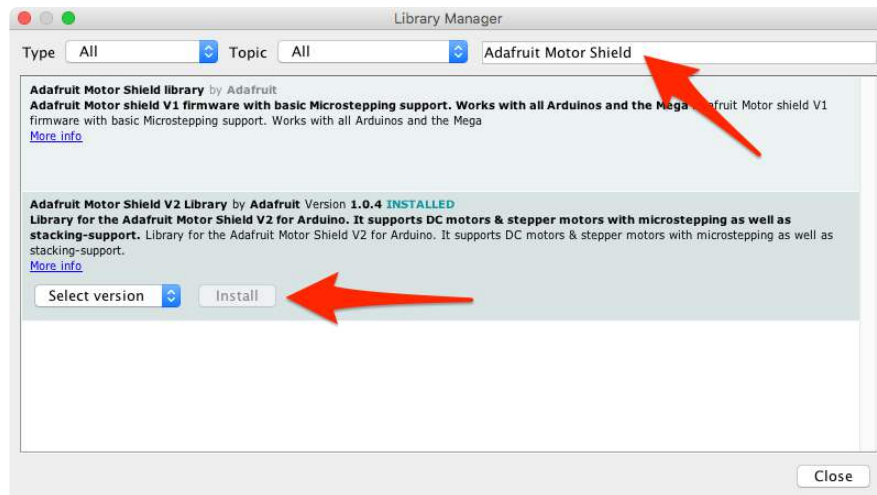 Library Manager
Type All Topic All Adafruit Motor Shield
Adafruit Motor Shield library by Adafruit
Adafruit Motor shield V1 firmware with basic Microstepping support. Works with all Arduinos and the Mega fruit Motor shield V1
firmware with basic Microstepping support. Works with all Arduinos and the Mega
More info
Adafruit Motor Shield V2 Library by Adafruit Version 1.0.4 INSTALLED
Library for the Adafruit Motor Shield V2 for Arduino. It supports DC motors & stepper motors with microstepping as well as
stacking-support. Library for the Adafruit Motor Shield V2 for Arduino. It supports DC motors & stepper motors with microstepping as well as
stacking-support.
More info
Select version Install
Close